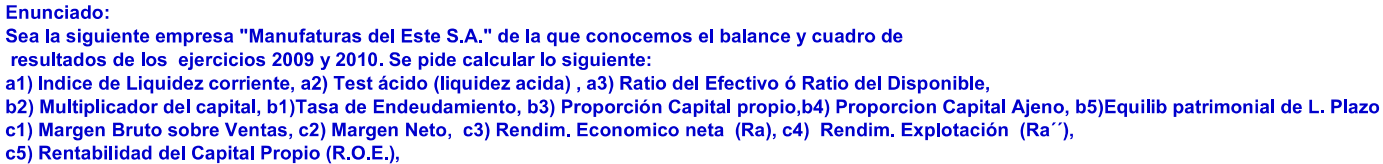 Enunciado:
Sea la siguiente empresa "Manufaturas del Este S.A." de la que conocemos el balance y cuadro de
resultados de los  ejercicios 2009 y 2010. Se pide calcular lo siguiente:
a1) Indice de Liquidez corriente, a2) Test ácido (liquidez acida) , a3) Ratio del Efectivo ó Ratio del Disponible,
b2) Multiplicador del capital, b1)Tasa de Endeudamiento, b3) Proporción Capital propio,b4) Proporcion Capital Ajeno, b5)Equilib patrimonial de L. Plazo
c1) Margen Bruto sobre Ventas, c2) Margen Neto,  c3) Rendim. Economico neta  (Ra), c4)  Rendim. Explotación  (Ra´´),
c5) Rentabilidad del Capital Propio (R.O.E.),